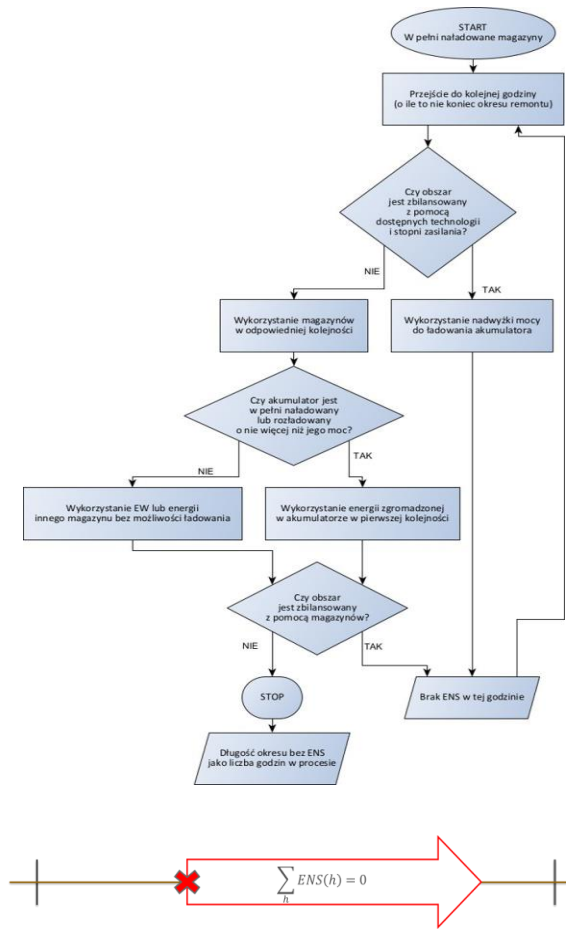 START
W pełni naładowane magazyny
Przejście do kolejnej godziny
(o ile to nie koniec okresu remontu)
Czy obszar
jest zbilansowany
z pomocą
dostępnych technologii
i stopni zasilania?
NIE
TAK
Wykorzystanie magazynów
w odpowiedniej kolejności
Wykorzystanie nadwyżki mocy
do ładowania akumulatora
Czy akumulator jest
w pełni naładowany
lub rozładowany
o nie więcej niż jego moc?
NIE
TAK
Wykorzystanie EW lub energii
innego magazynu bez możliwości ładowania
Wykorzystanie energii zgromadzonej
w akumulatorze w pierwszej kolejności
Czy obszar
jest zbilansowany
z pomocą magazynów?
NIE
TAK
STOP
Brak ENS w tej godzinie
Długość okresu bez ENS
jako liczba godzin w procesie
∑ ENS(h) = 0
h